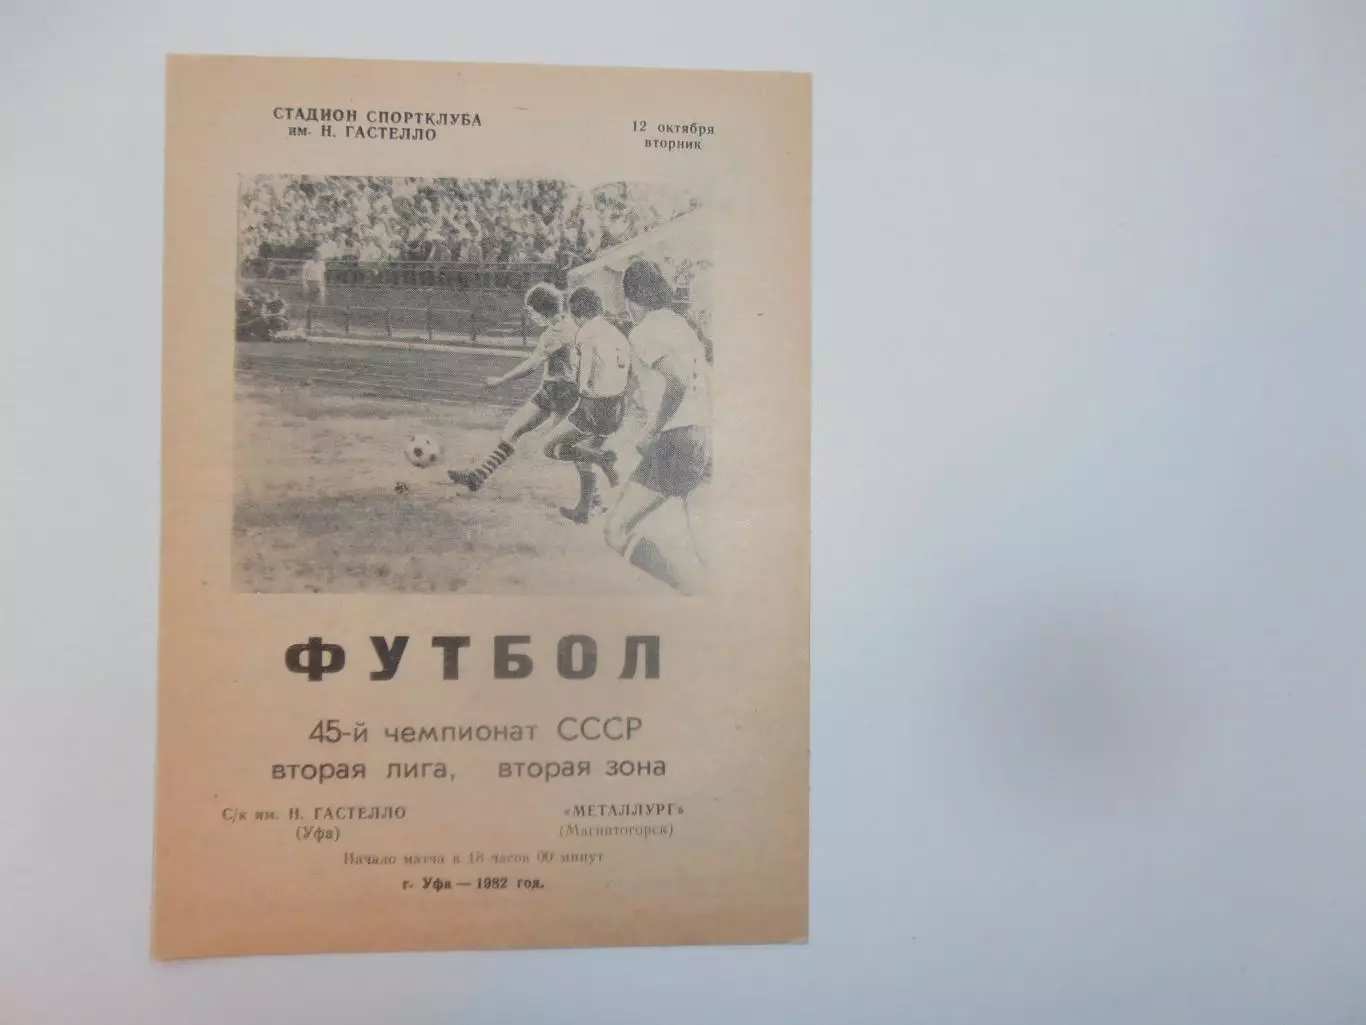 СТАДИОН СПОРТКЛУБА
им. Н. ГАСТЕЛЛО
12 октября
вторник
ФУТБОЛ
45-й чемпионат СССР
вторая лига, вторая зона
С/к им. Н. ГАСТЕЛЛО
(Уфа)
«МЕТАЛЛУРГ»
(Магнитогорск)
Начало матча в 18 часов 00 минут
г. Уфа — 1982 год.